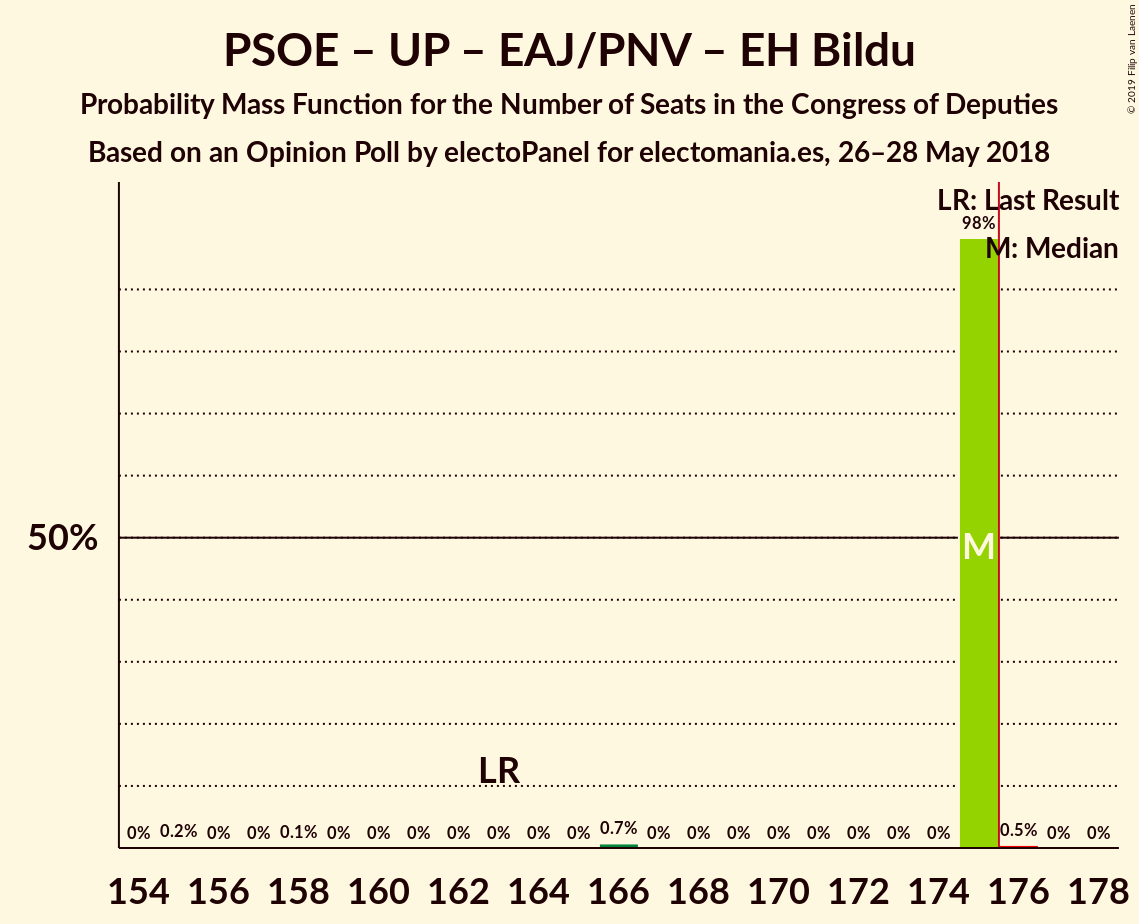 PSOE – UP – EAJ/PNV – EH Bildu
Probability Mass Function for the Number of Seats in the Congress of Deputies
Based on an Opinion Poll by electoPanel for electomania.es, 26–28 May 2018
© 2019 Filip van Laenen
LR: Last Result
98%
M: Median
50%
M
LR
0% 0.2% 0% 0% 0.1% 0% 0% 0% 0% 0% 0% 0% 0.7% 0% 0% 0% 0% 0% 0% 0% 0% 0.5% 0% 0%
154 156 158 160 162 164 166 168 170 172 174 176 178